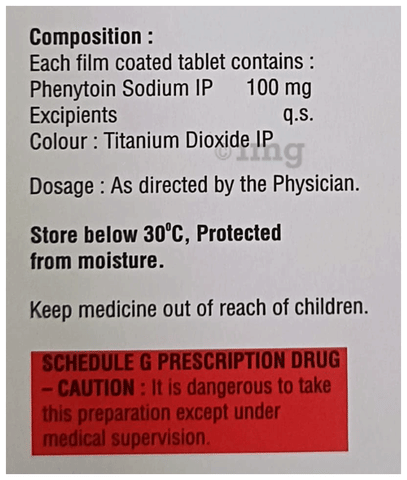 Composition :
Each film coated tablet contains :
Phenytoin Sodium IP 100 mg
Excipients q.s.
Colour : Titanium Dioxide IP
© 1mg
Dosage : As directed by the Physician.
Store below 30⁰C, Protected
from moisture.
Keep medicine out of reach of children.
SCHEDULE G PRESCRIPTION DRUG
– CAUTION : It is dangerous to take
this preparation except under
medical supervision.